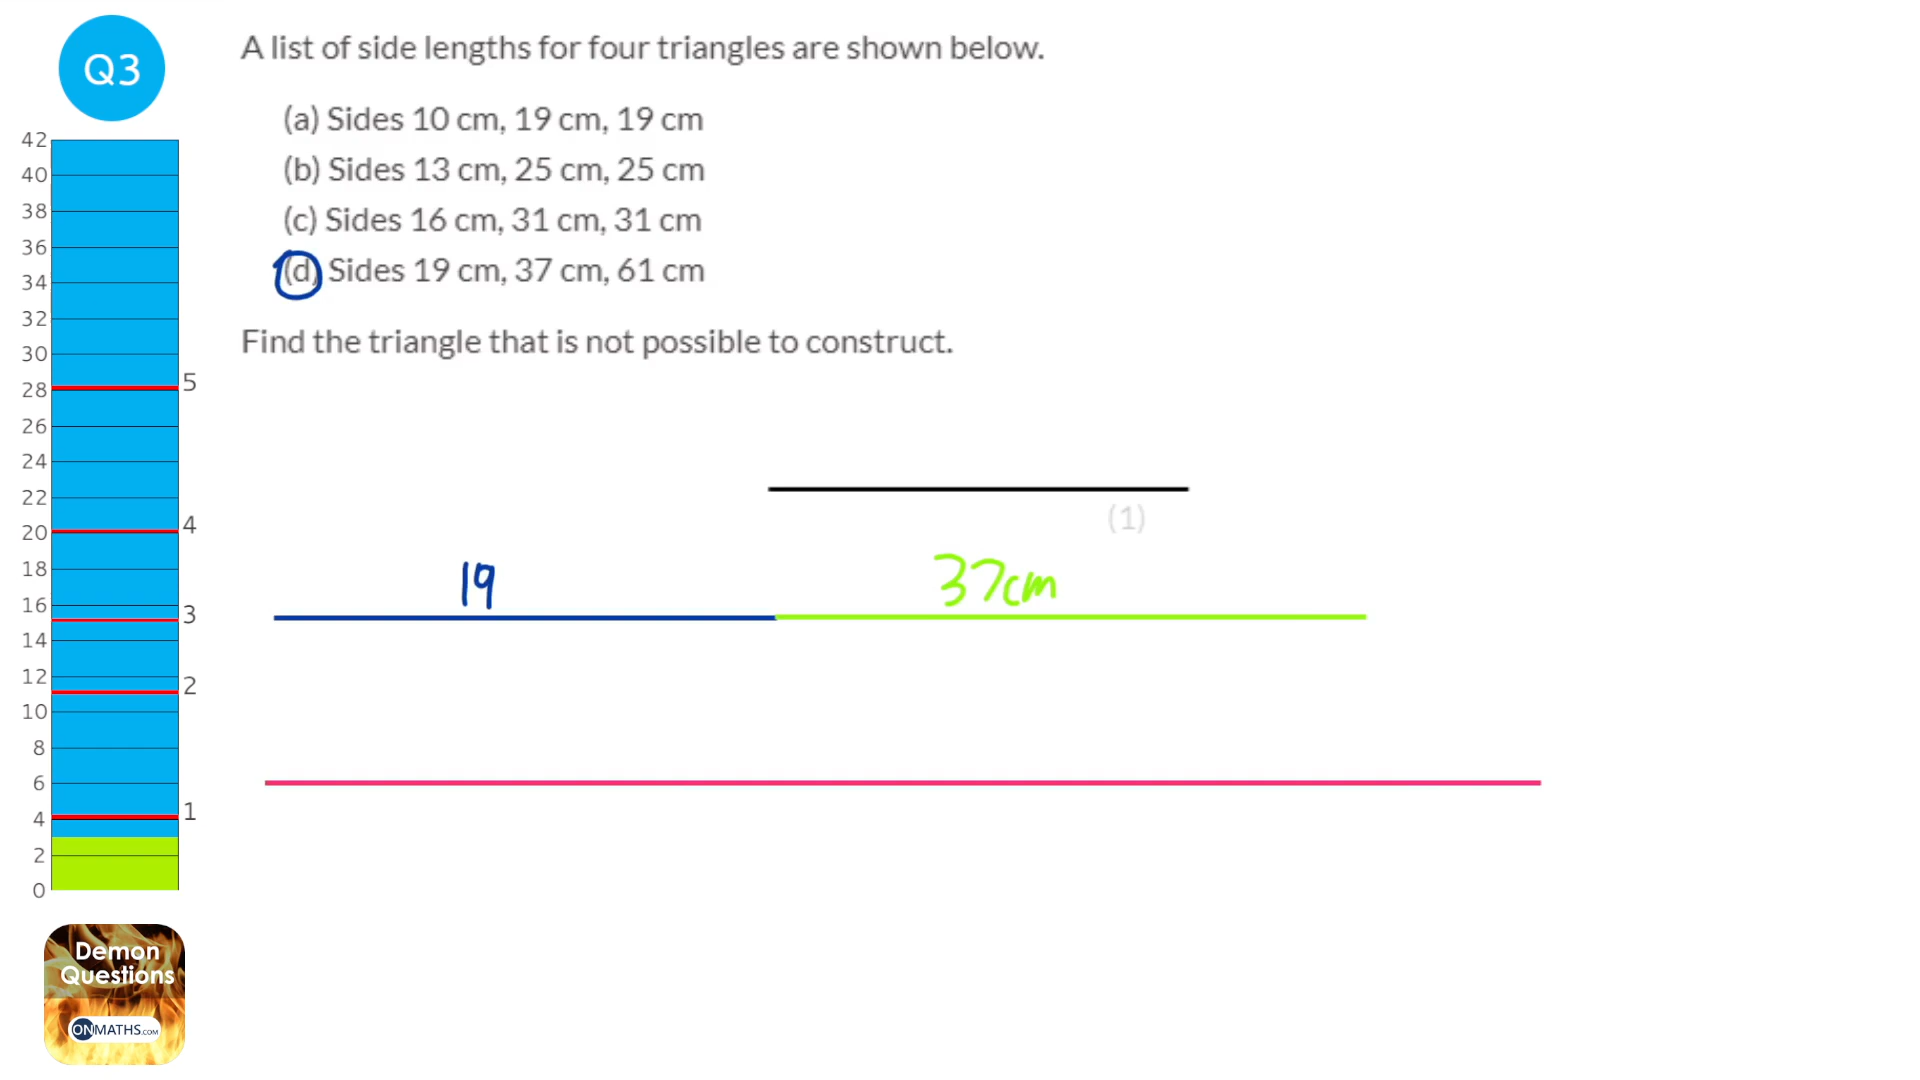 Q3
A list of side lengths for four triangles are shown below.
(a) Sides 10 cm, 19 cm, 19 cm
(b) Sides 13 cm, 25 cm, 25 cm
(c) Sides 16 cm, 31 cm, 31 cm
(d) Sides 19 cm, 37 cm, 61 cm
Find the triangle that is not possible to construct.
(1)
19
37cm
42
40
38
36
34
32
30
28
26
24
22
20
18
16
14
12
10
8
6
4
2
0
5
4
3
2
1
Demon
Questions
ONMATHS.COM